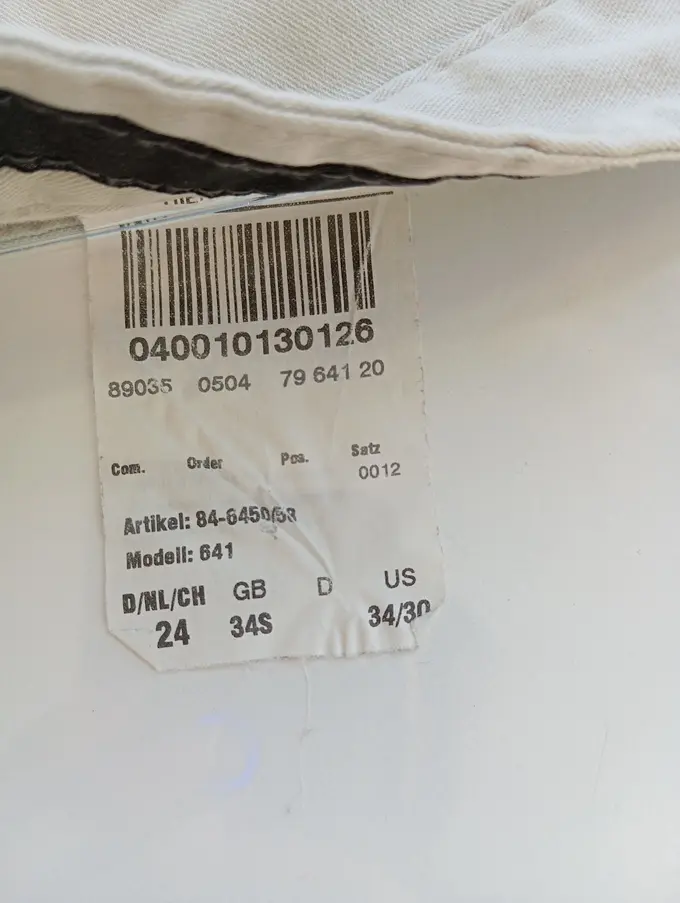 040010130126
89035 0504 79 641 20
Com. Order Pos. Satz
0012
Artikel: 84-6450/58
Modell: 641
D/NL/CH GB D US
24 34S 34/30